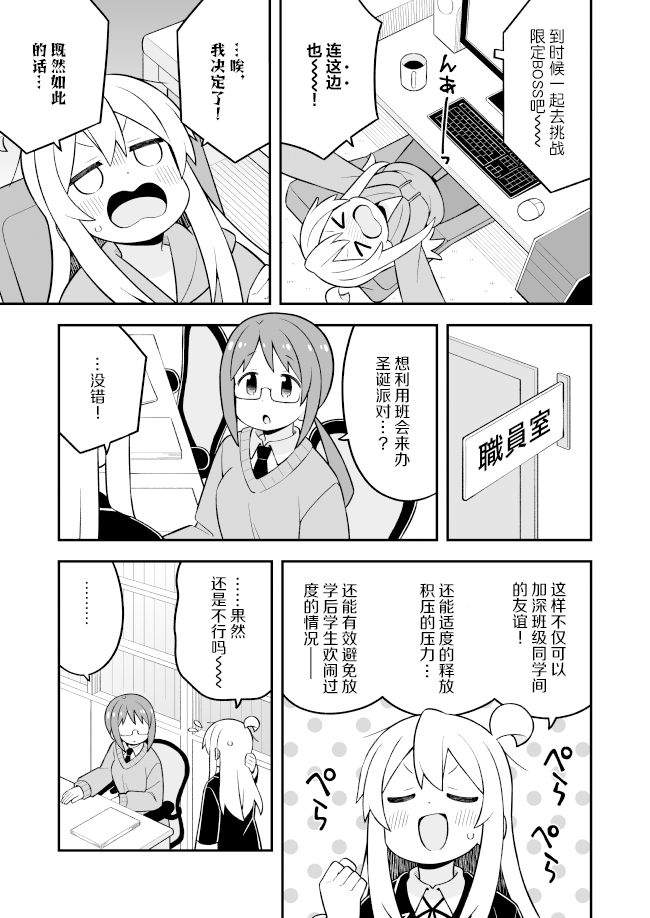 到时候一起去挑战
限定BOSS吧～～
んあ～っ
连这边
也～～！
…唉，
我决定了！
既然如此
的话…
職員室
想利用班会来办
圣诞派对…？
…没错！
这样不仅可以
加深班级同学间
的友谊！
还能适度的释放
积压的压力…
还能有效避免放
学后学生欢闹过
度的情况——
ぺら
ぺら
……果然
还是不行吗～～
………